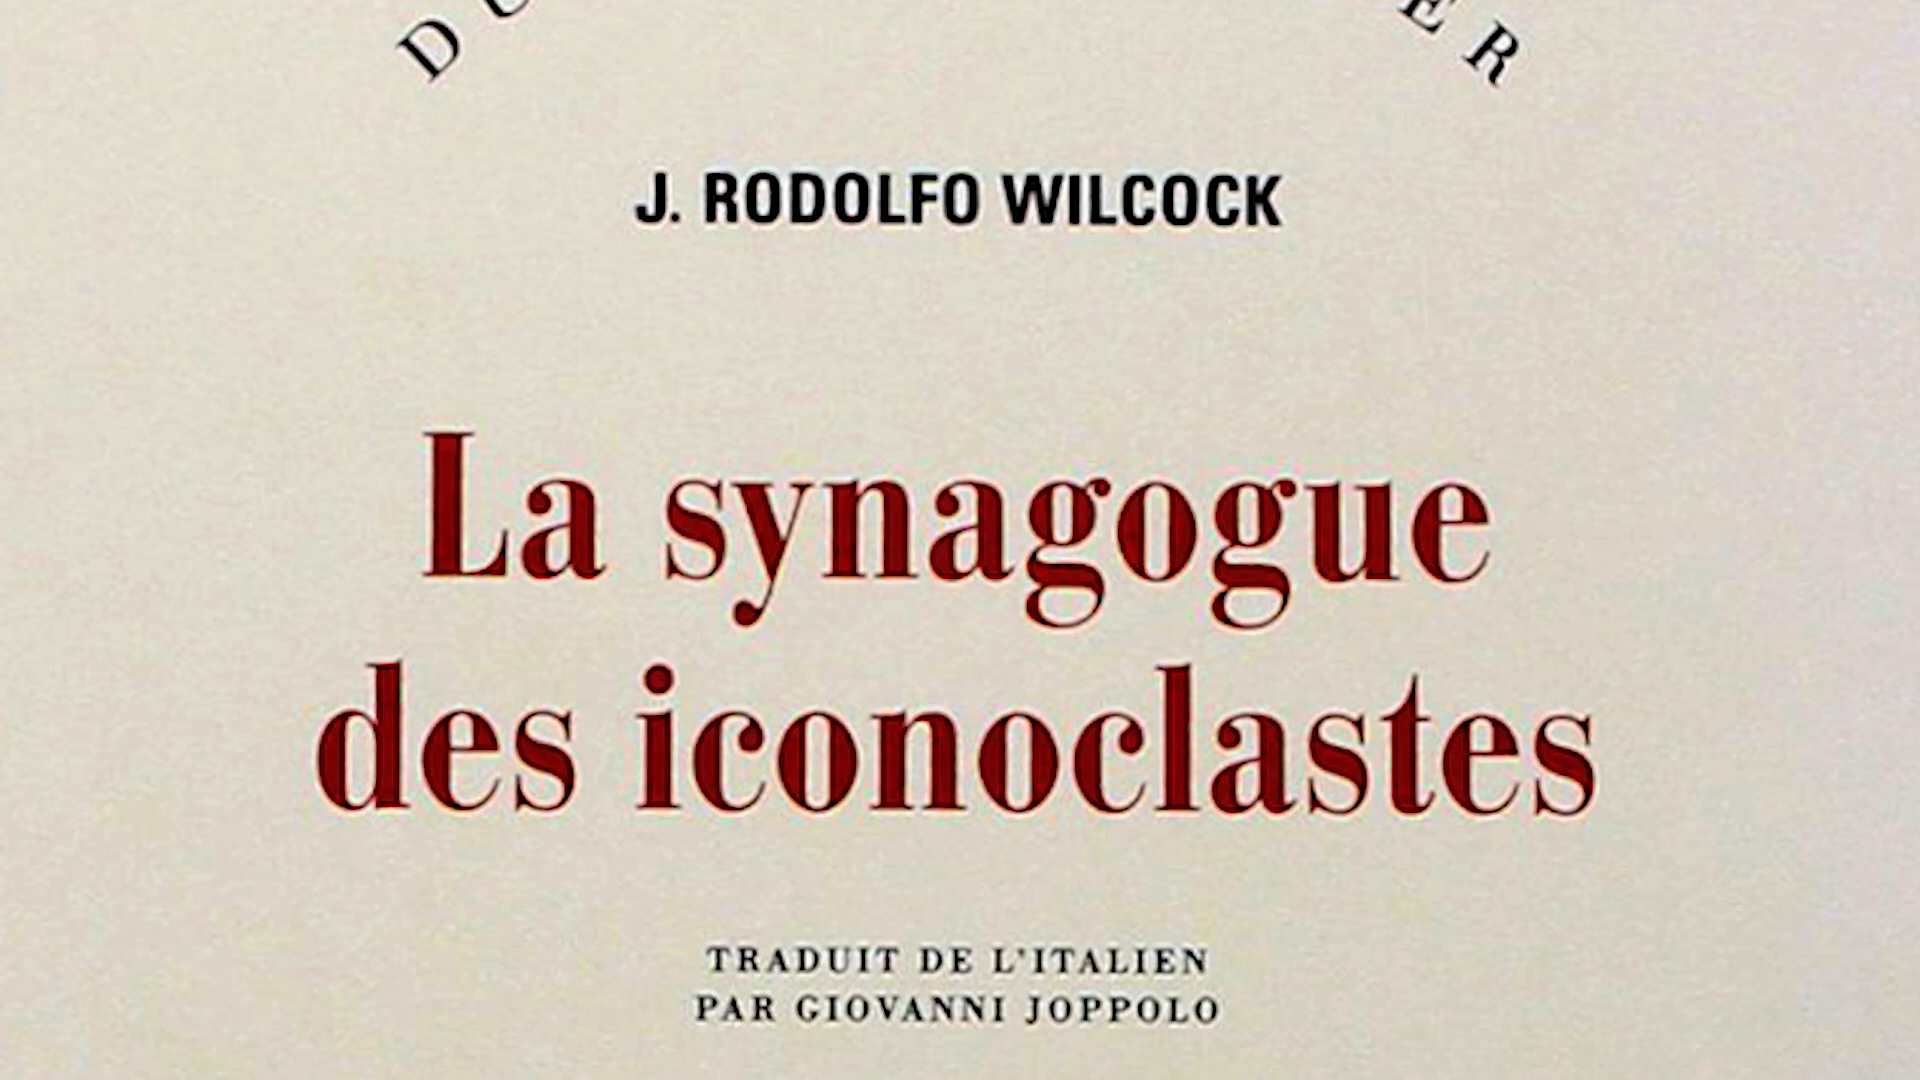 J. RODOLFO WILCOCK
La synagogue
des iconoclastes
TRADUIT DE L'ITALIEN
PAR GIOVANNI JOPPOLO